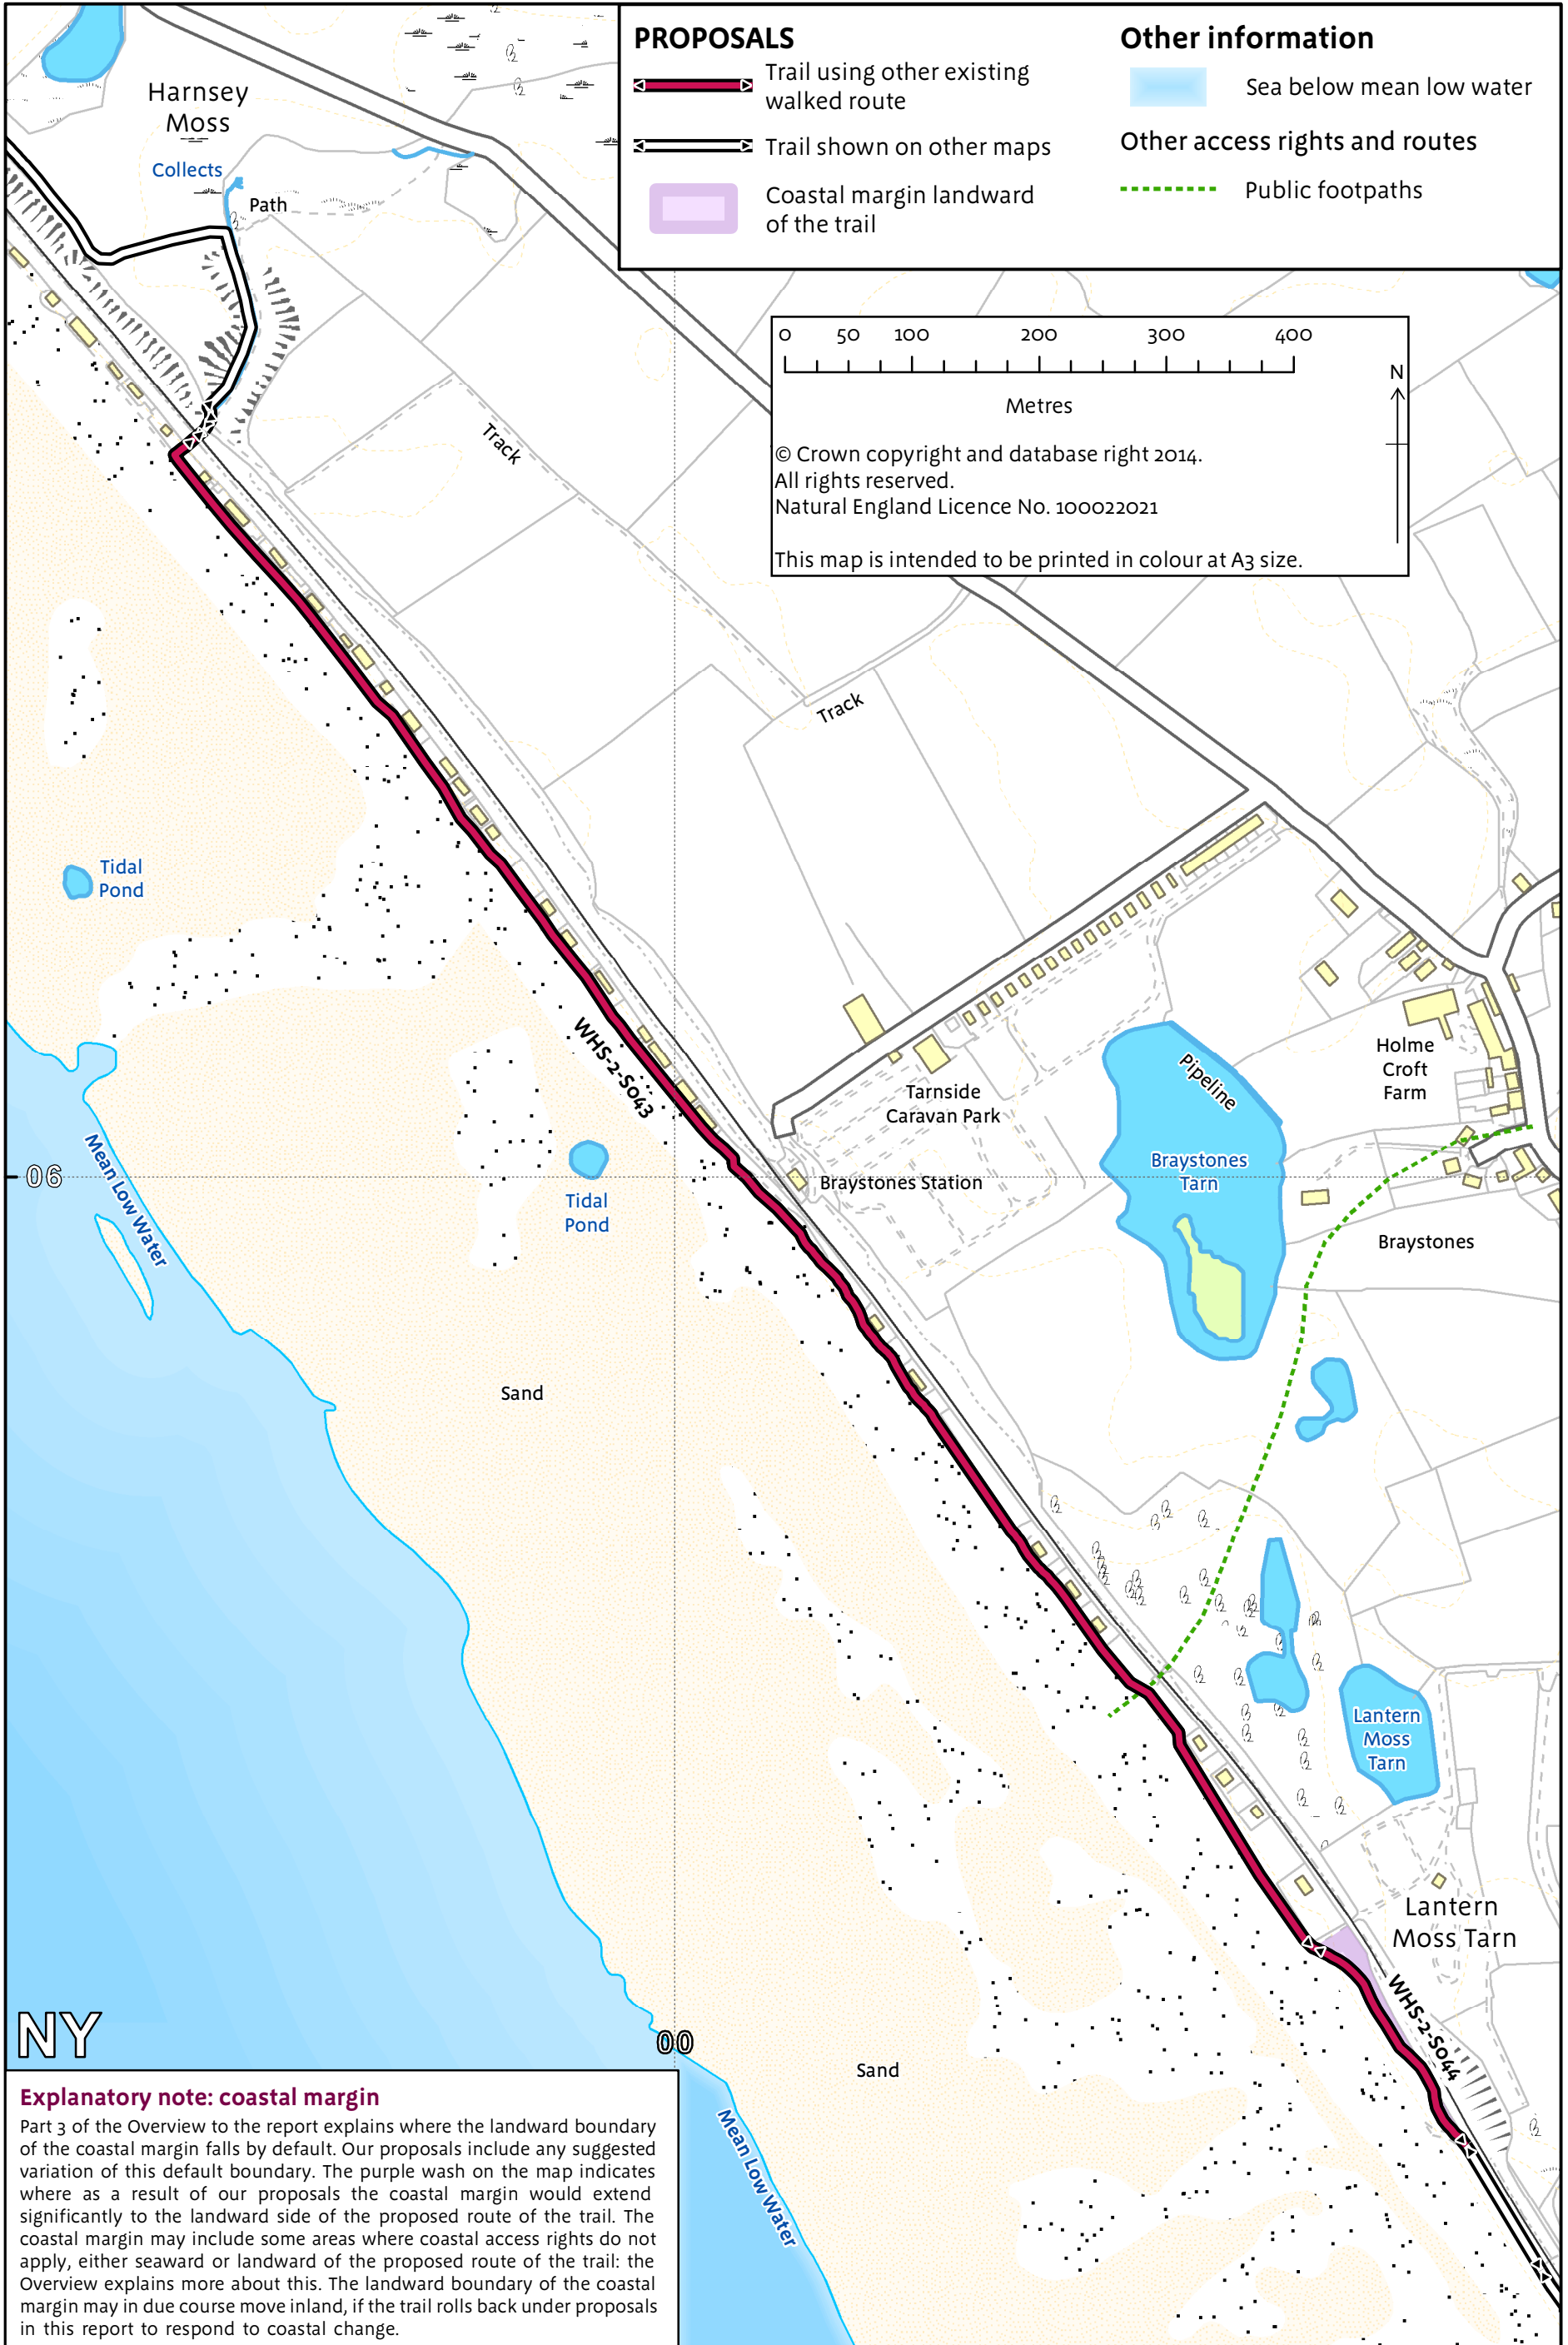 PROPOSALS
Trail using other existing
walked route
Trail shown on other maps
Coastal margin landward
of the trail
Other information
Sea below mean low water
Other access rights and routes
Public footpaths
Harnsey
Moss
Collects
Path
0 50 100 200 300 400
Metres
N
© Crown copyright and database right 2014.
All rights reserved.
Natural England Licence No. 100022021
This map is intended to be printed in colour at A3 size.
Track
Track
Tidal
Pond
WHS-2-S043
Tarnside
Caravan Park
Pipeline
Holme
Croft
Farm
Braystones
Tarn
06
Mean Low Water
Tidal
Pond
Braystones Station
Braystones
Sand
Lantern
Moss
Tarn
Lantern
Moss Tarn
WHS-2-S044
NY
00
Sand
Mean Low Water
Explanatory note: coastal margin
Part 3 of the Overview to the report explains where the landward boundary
of the coastal margin falls by default. Our proposals include any suggested
variation of this default boundary. The purple wash on the map indicates
where as a result of our proposals the coastal margin would extend
significantly to the landward side of the proposed route of the trail. The
coastal margin may include some areas where coastal access rights do not
apply, either seaward or landward of the proposed route of the trail: the
Overview explains more about this. The landward boundary of the coastal
margin may in due course move inland, if the trail rolls back under proposals
in this report to respond to coastal change.